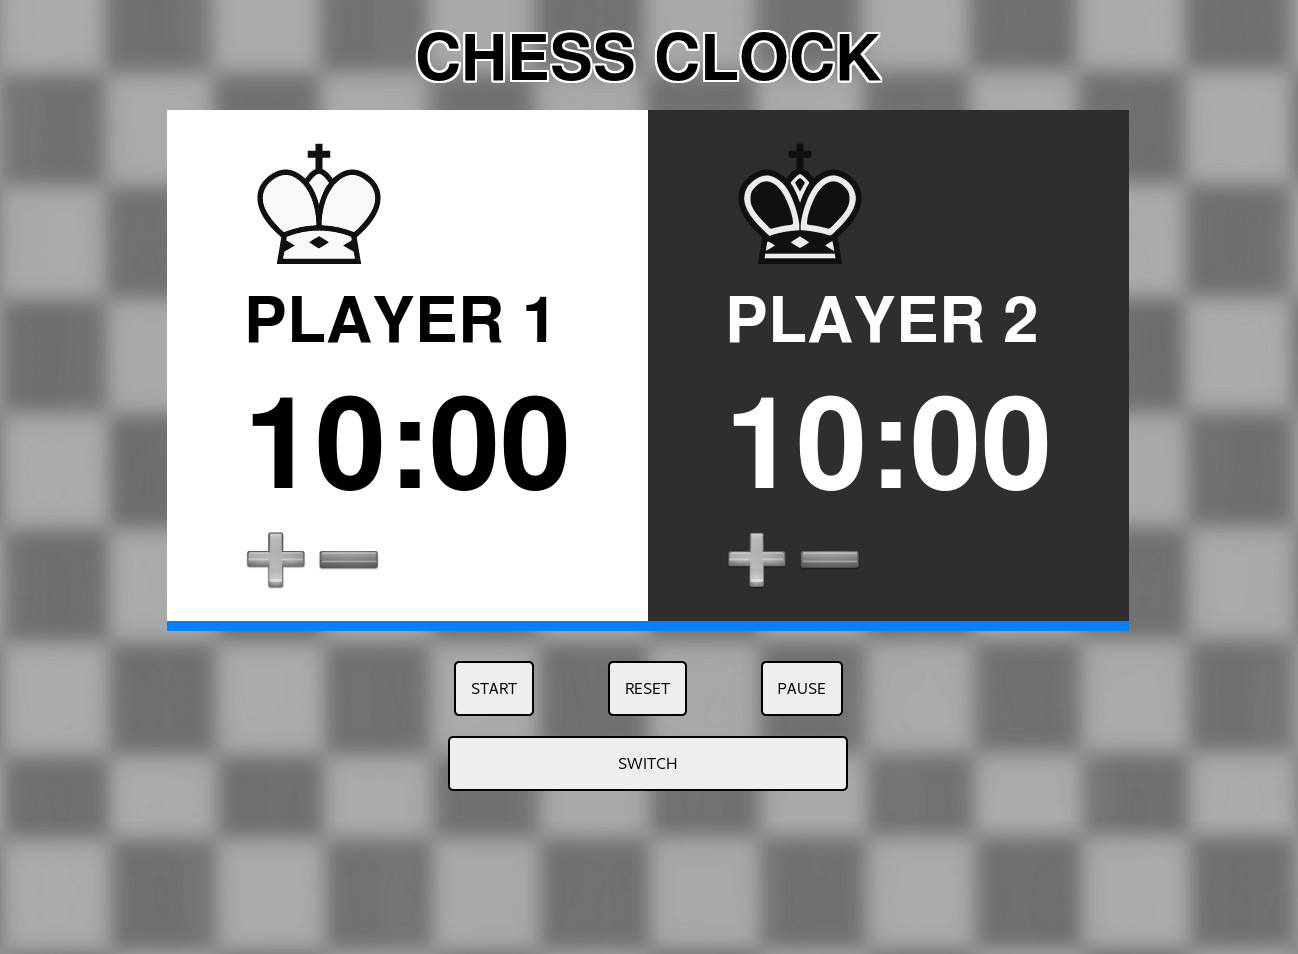 CHESS CLOCK
PLAYER 1
10:00
PLAYER 2
10:00
START
RESET
PAUSE
SWITCH